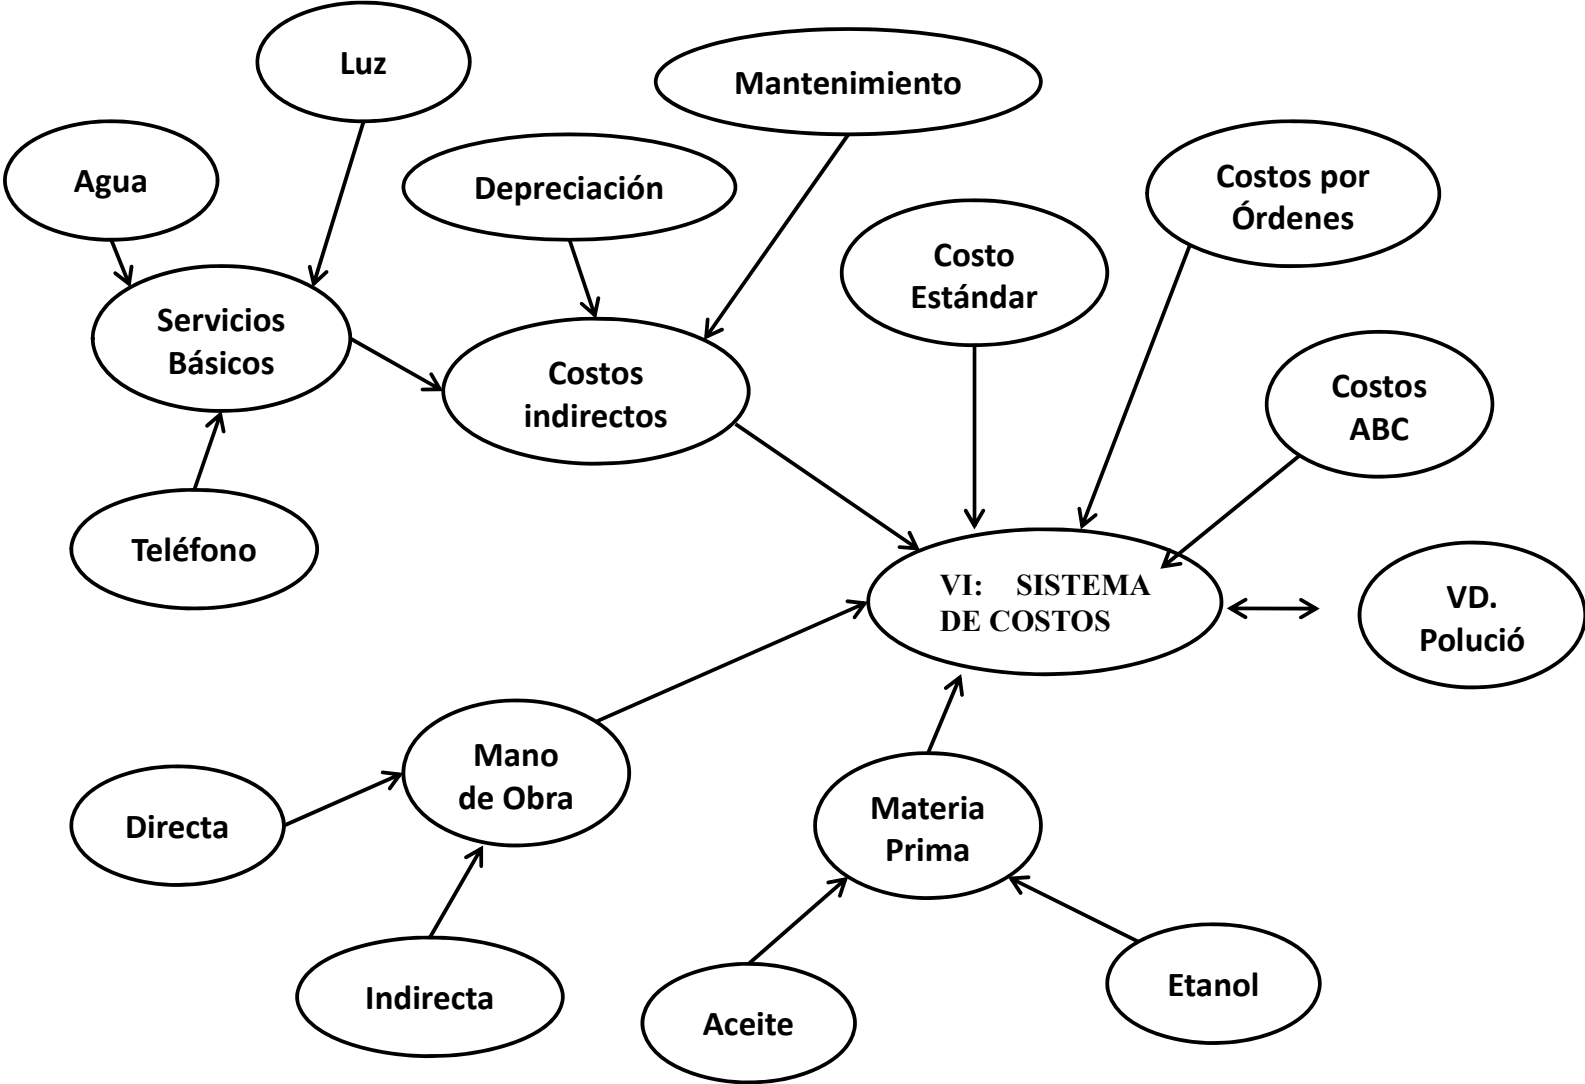 Luz
Mantenimiento
Agua
Depreciación
Costos por
Órdenes
Costo
Estándar
Servicios
Básicos
Costos
indirectos
Costos
ABC
Teléfono
VI: SISTEMA
DE COSTOS
VD.
Polució
Mano
de Obra
Directa
Materia
Prima
Indirecta
Aceite
Etanol